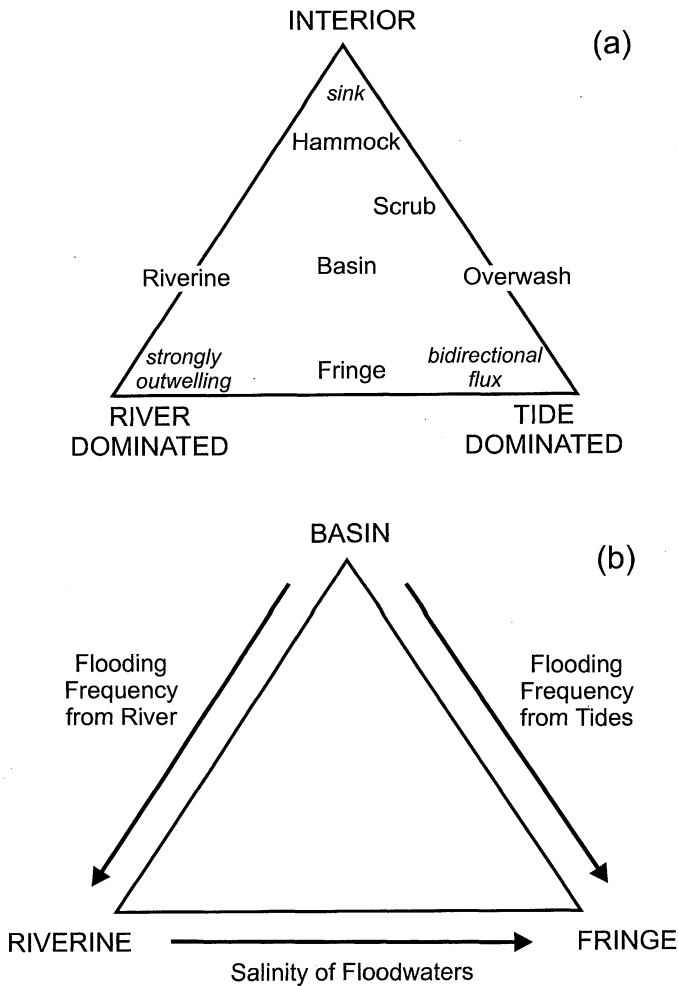 INTERIOR
(a)
sink
Hammock
Scrub
Basin
Riverine
Overwash
strongly
outwelling
Fringe
bidirectional
flux
RIVER
DOMINATED
TIDE
DOMINATED
BASIN
(b)
Flooding
Frequency
from River
Flooding
Frequency
from Tides
RIVERINE
FRINGE
Salinity of Floodwaters